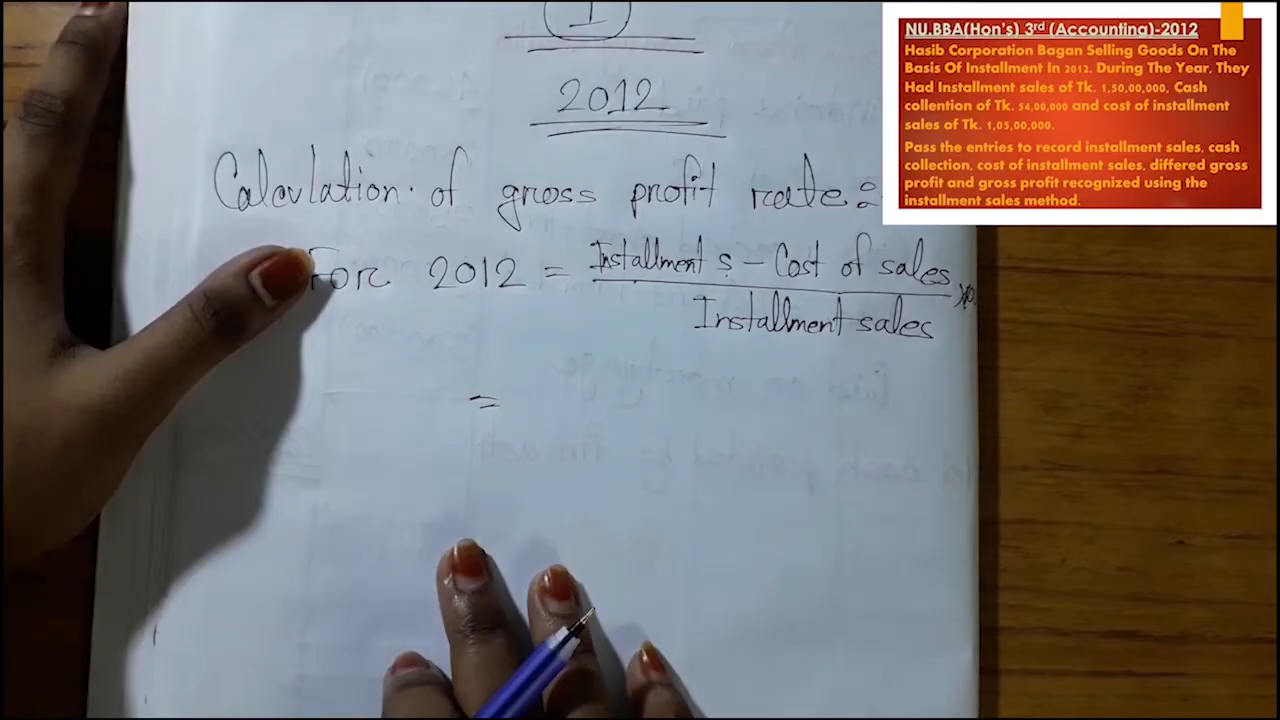 1
2012
Calculation of gross profit rate:
For 2012 = Installment s - Cost of sales
Installment sales
=
NU.BBA(Hon's) 3rd (Accounting)-2012
Hasib Corporation Bagan Selling Goods On The
Basis Of Installment In 2012. During The Year, They
Had Installment sales of Tk. 1,50,00,000, Cash
collention of Tk. 54,00,000 and cost of installment
sales of Tk. 1,05,00,000.
Pass the entries to record installment sales, cash
collection, cost of installment sales, differed gross
profit and gross profit recognized using the
installment sales method.